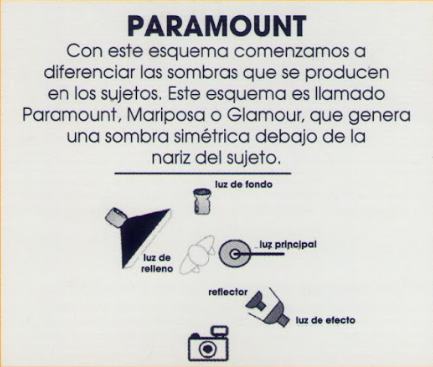 PARAMOUNT
Con este esquema comenzamos a
diferenciar las sombras que se producen
en los sujetos. Este esquema es llamado
Paramount, Mariposa o Glamour, que genera
una sombra simétrica debajo de la
nariz del sujeto.
luz de fondo
luz principal
luz de
relleno
reflector
luz de efecto